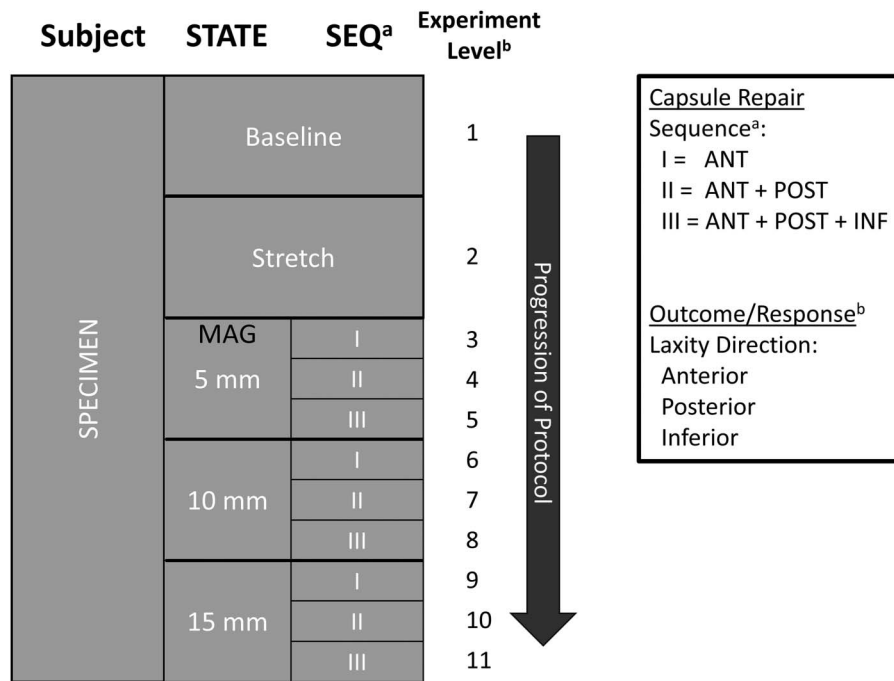 Subject STATE SEQᵃ Experiment Levelᵇ
SPECIMEN
Baseline 1
Stretch 2
MAG
5 mm
I 3
II 4
III 5
10 mm
I 6
II 7
III 8
15 mm
I 9
II 10
III 11
Progression of Protocol
Capsule Repair
Sequenceᵃ:
I = ANT
II = ANT + POST
III = ANT + POST + INF
Outcome/Responseᵇ
Laxity Direction:
Anterior
Posterior
Inferior